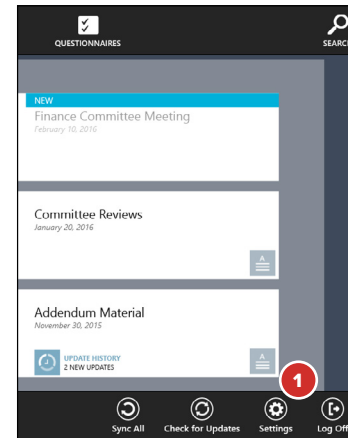 QUESTIONNAIRES
SEARC
NEW
Finance Committee Meeting
February 10, 2016
Committee Reviews
January 20, 2016
A
Addendum Material
November 30, 2015
UPDATE HISTORY
2 NEW UPDATES
A
1
Sync All Check for Updates Settings Log Off